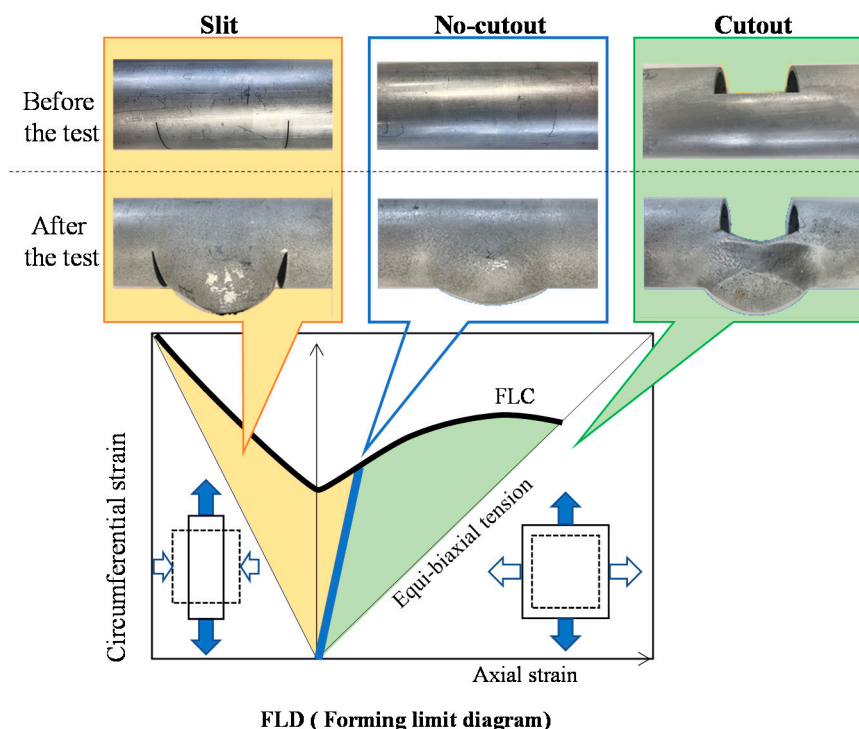 Slit
No-cutout
Cutout
Before
the test
After
the test
FLC
Circumferential strain
Equi-biaxial tension
Axial strain
FLD ( Forming limit diagram)